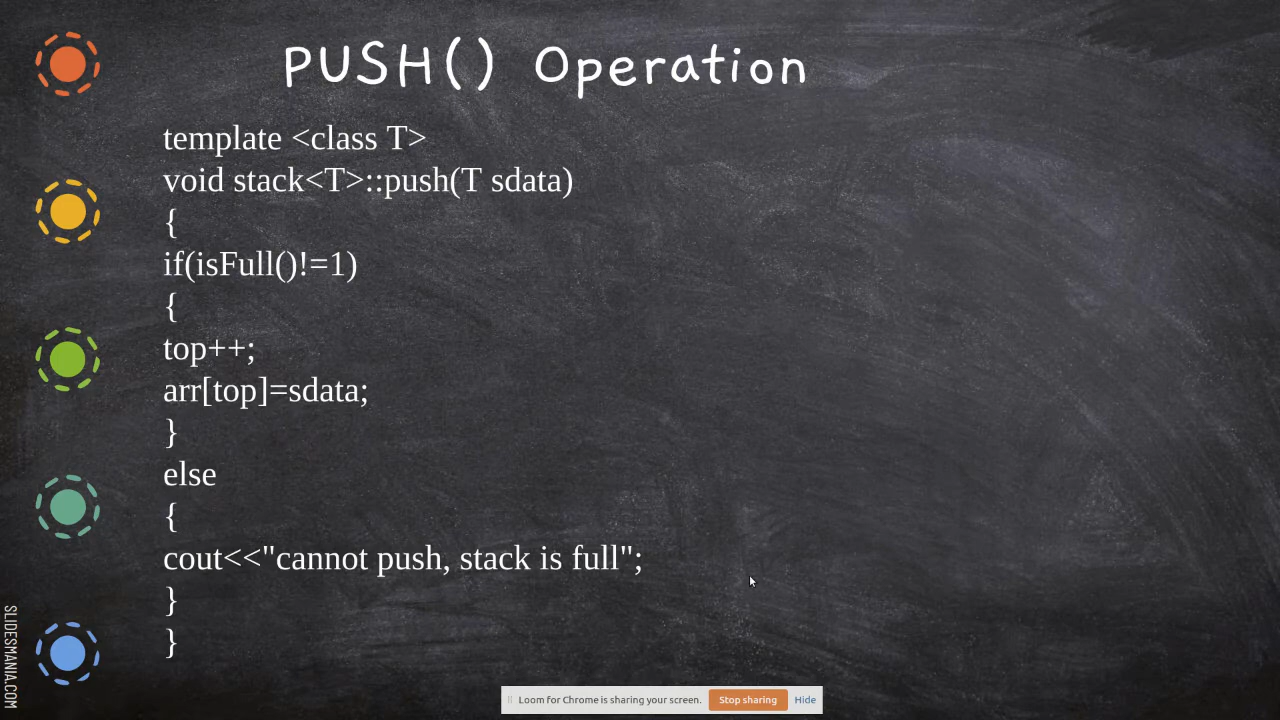 PUSH() Operation
template <class T>
void stack<T>::push(T sdata)
{
if(isFull()!=1)
{
top++;
arr[top]=sdata;
}
else
{
cout<<"cannot push, stack is full";
}
}
SLIDESMANIA.COM
Loom for Chrome is sharing your screen. Stop sharing Hide